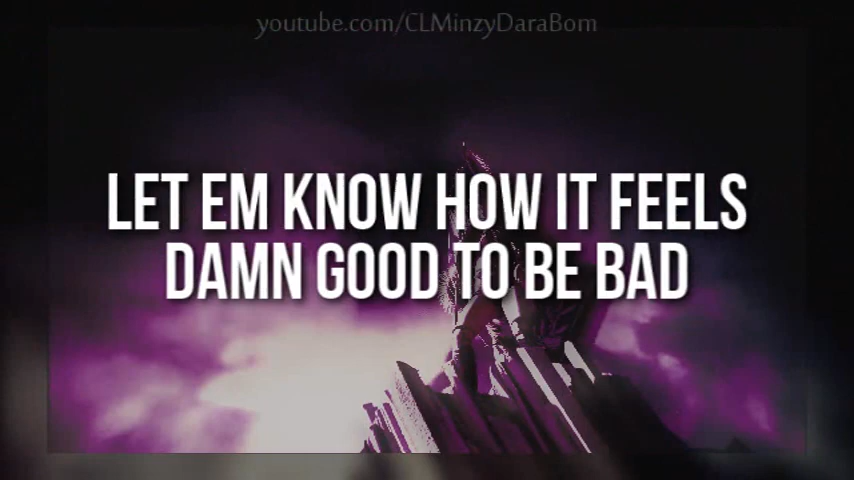 youtube.com/CLMinzyDaraBom
LET EM KNOW HOW IT FEELS
DAMN GOOD TO BE BAD